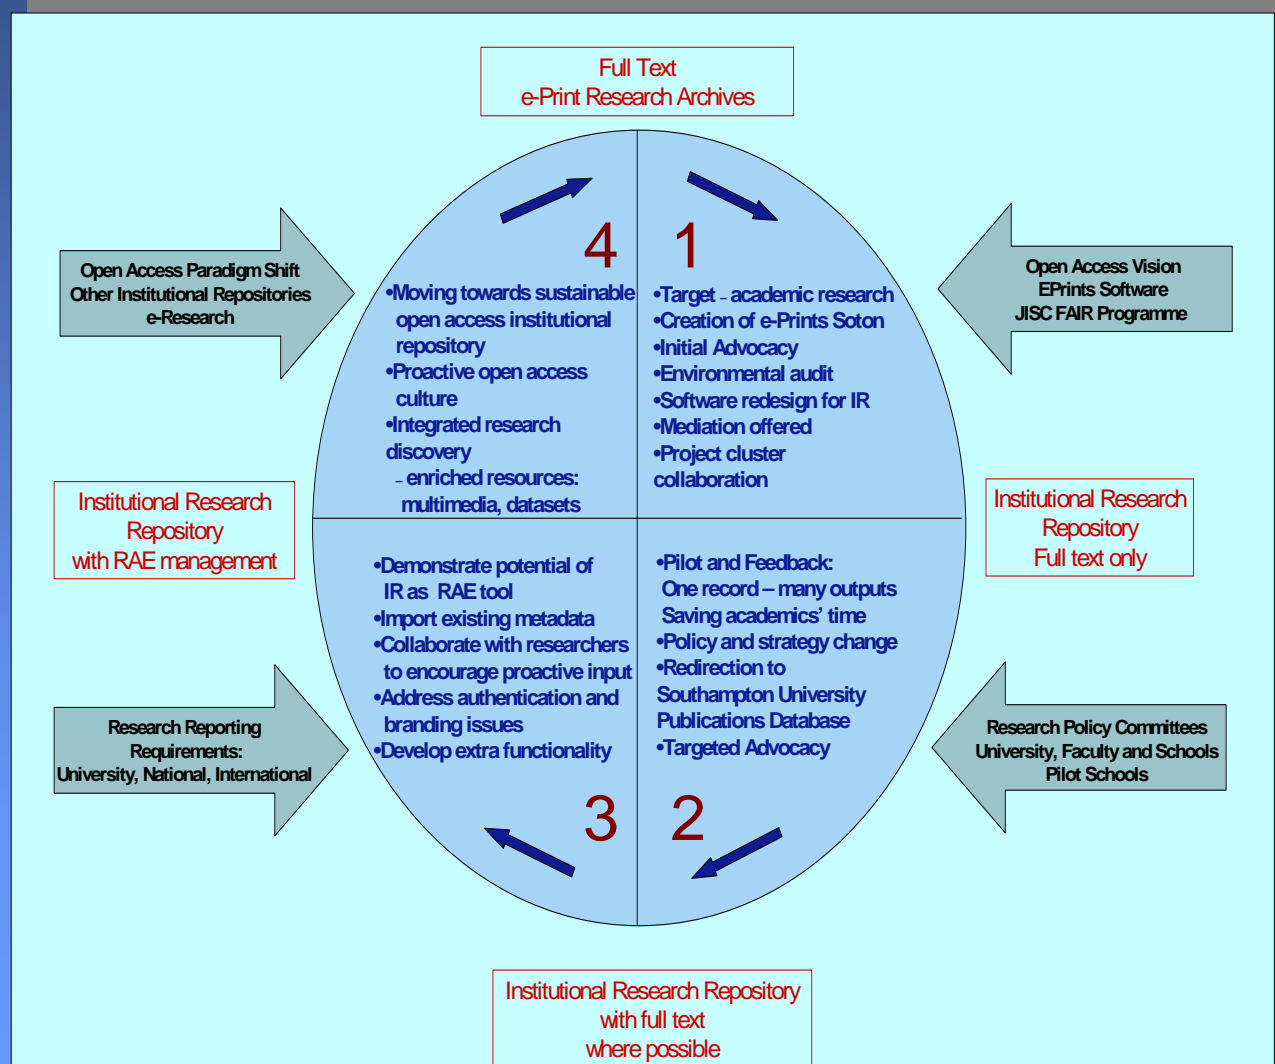 Full Text
e-Print Research Archives
4
1
Open Access Paradigm Shift
Other Institutional Repositories
e-Research
•Moving towards sustainable
open access institutional
repository
•Proactive open access
culture
•Integrated research
discovery
– enriched resources:
multimedia, datasets
•Target – academic research
•Creation of e-Prints Soton
•Initial Advocacy
•Environmental audit
•Software redesign for IR
•Mediation offered
•Project cluster
collaboration
Open Access Vision
EPrints Software
JISC FAIR Programme
Institutional Research
Repository
with RAE management
Institutional Research
Repository
Full text only
•Demonstrate potential of
IR as RAE tool
•Import existing metadata
•Collaborate with researchers
to encourage proactive input
•Address authentication and
branding issues
•Develop extra functionality
•Pilot and Feedback:
One record – many outputs
Saving academics’ time
•Policy and strategy change
•Redirection to
Southampton University
Publications Database
•Targeted Advocacy
Research Reporting
Requirements:
University, National, International
Research Policy Committees
University, Faculty and Schools
Pilot Schools
3
2
Institutional Research Repository
with full text
where possible